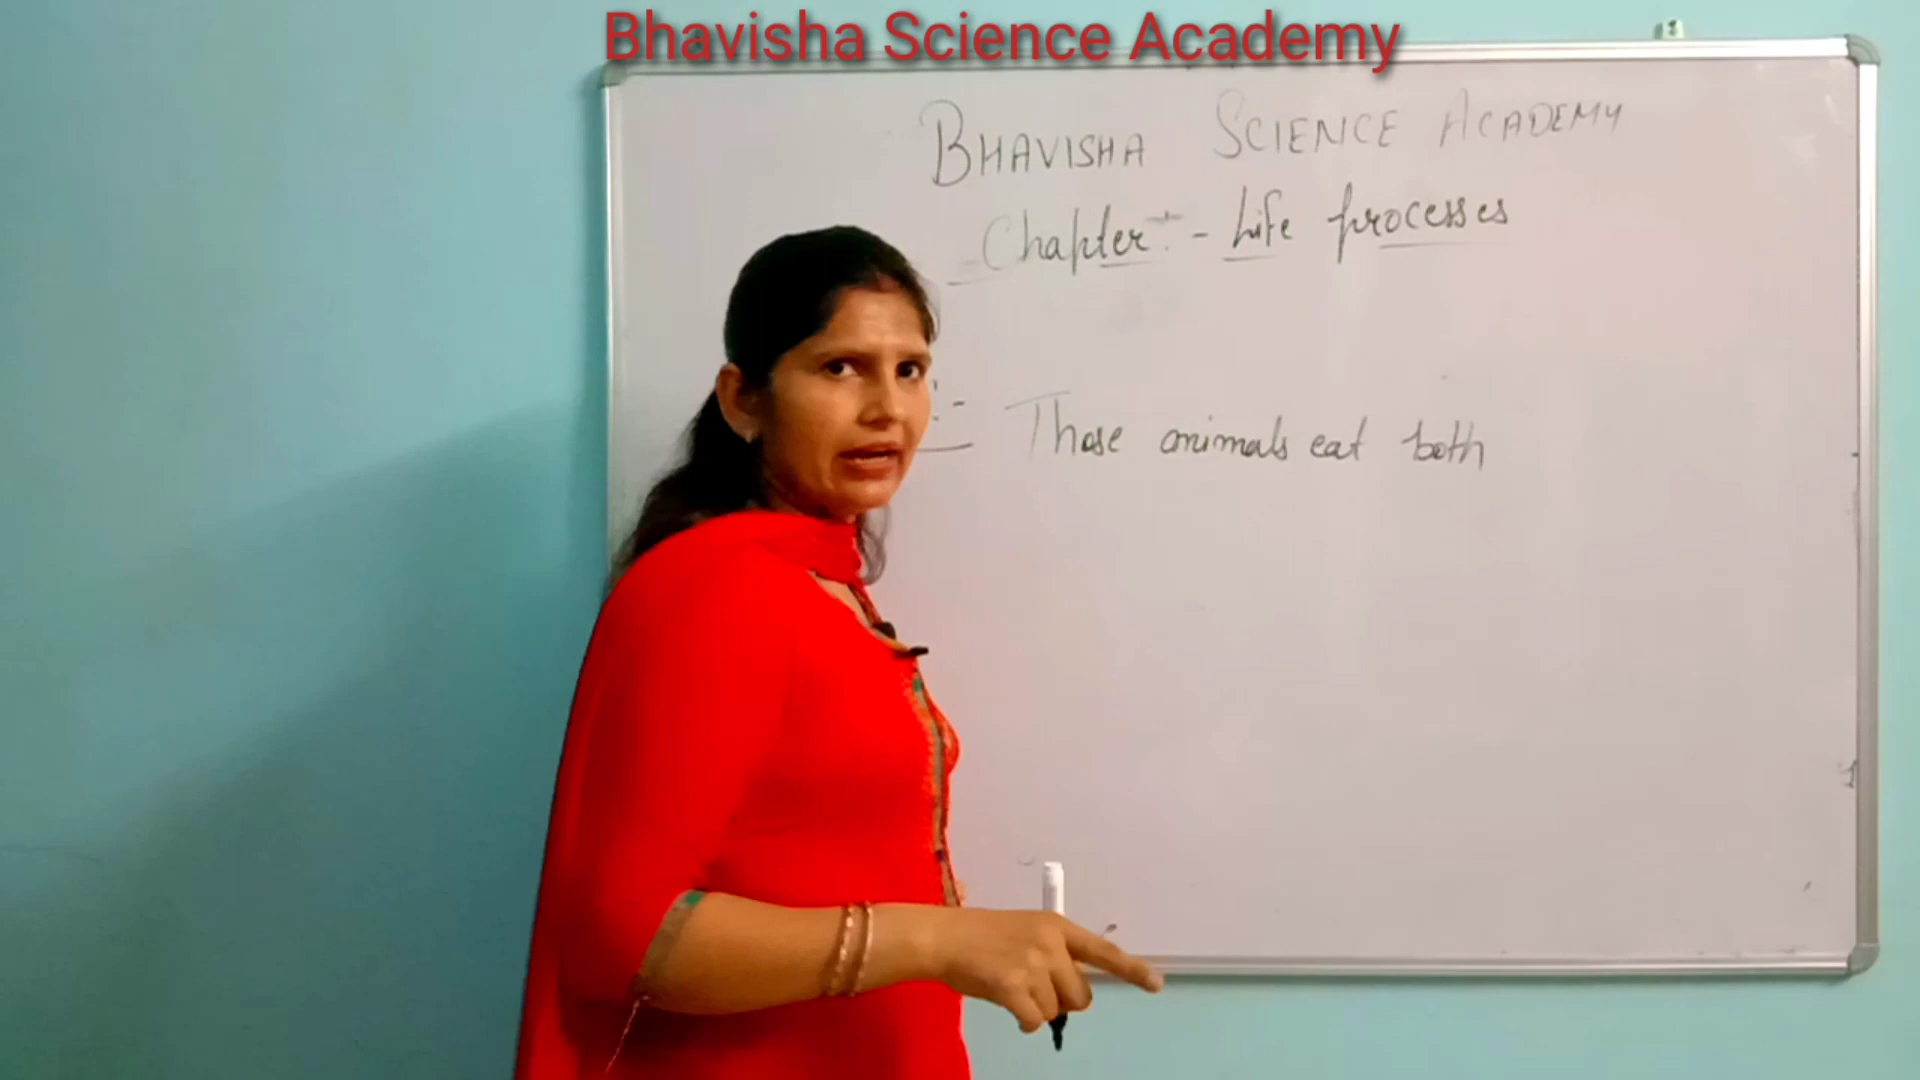 Bhavisha Science Academy
BHAVISHA SCIENCE ACADEMY
Chapter :- Life processes
:- Those animals eat both